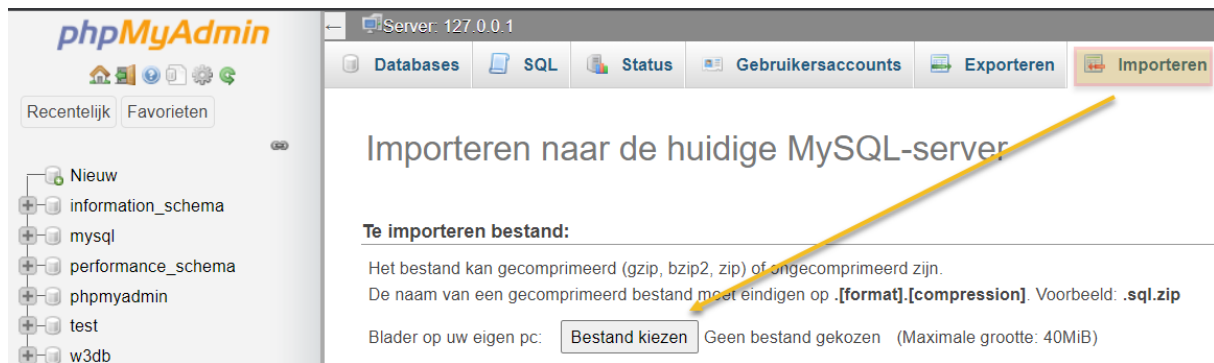 phpMyAdmin
Recentelijk Favorieten
Nieuw
information_schema
mysql
performance_schema
phpmyadmin
test
w3db
Server: 127.0.0.1
Databases SQL Status Gebruikersaccounts Exporteren Importeren
Importeren naar de huidige MySQL-server
Te importeren bestand:
Het bestand kan gecomprimeerd (gzip, bzip2, zip) of ongecomprimeerd zijn.
De naam van een gecomprimeerd bestand moet eindigen op .[format].[compression]. Voorbeeld: .sql.zip
Blader op uw eigen pc: Bestand kiezen Geen bestand gekozen (Maximale grootte: 40MiB)